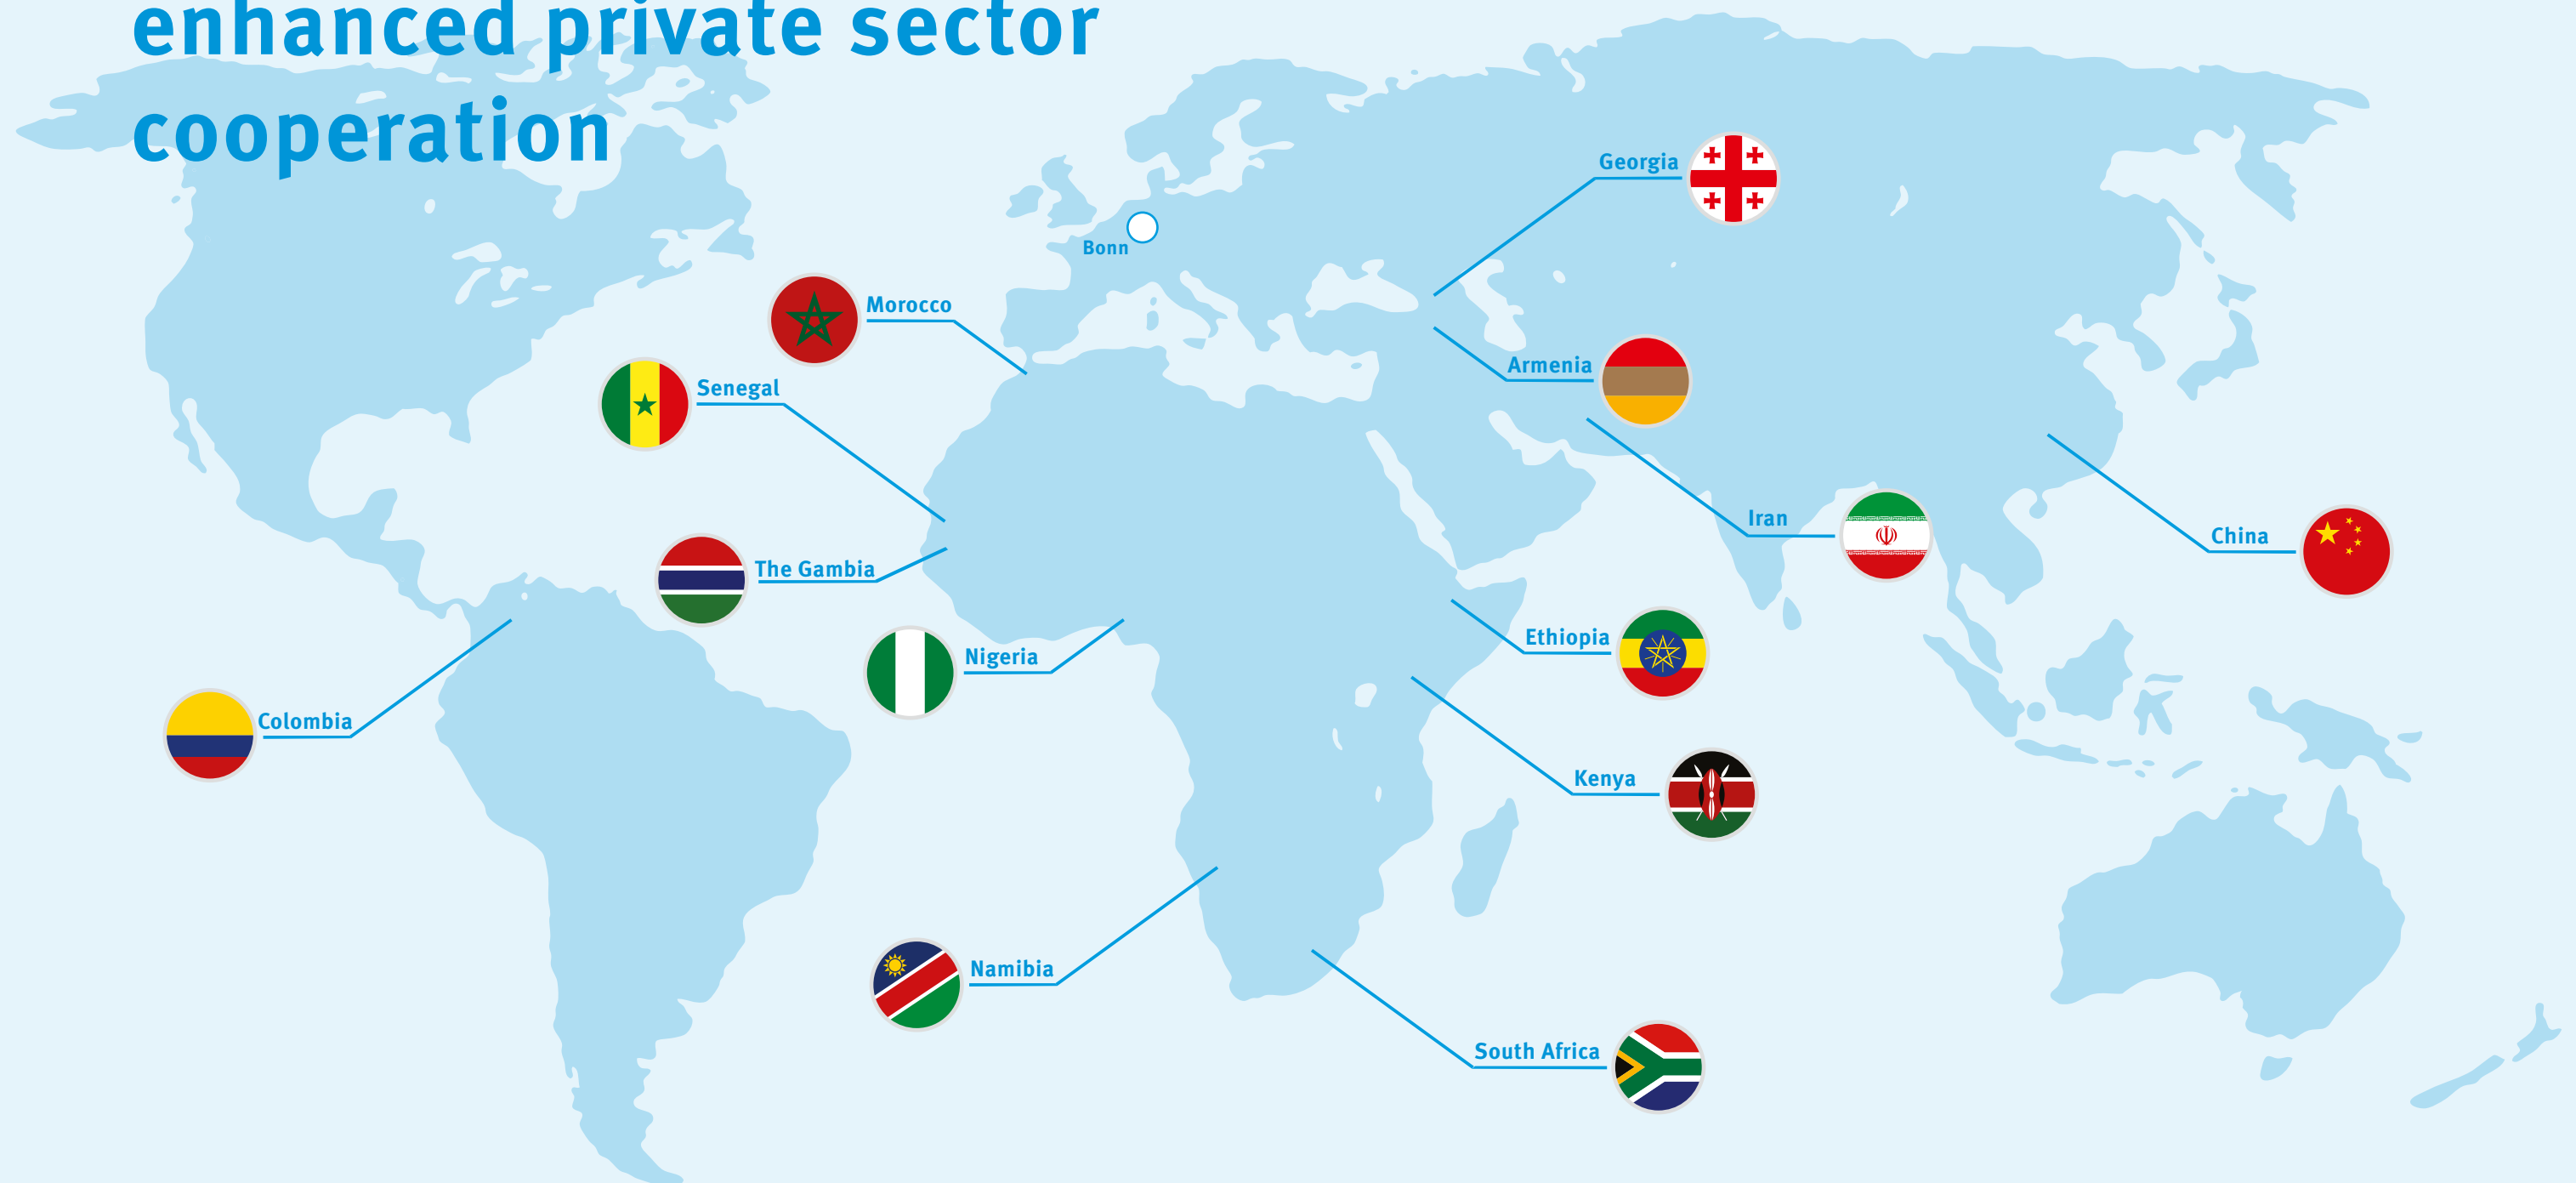 enhanced private sector
cooperation
Georgia
Bonn
Morocco
Armenia
Senegal
Iran
China
The Gambia
Ethiopia
Nigeria
Colombia
Kenya
Namibia
South Africa